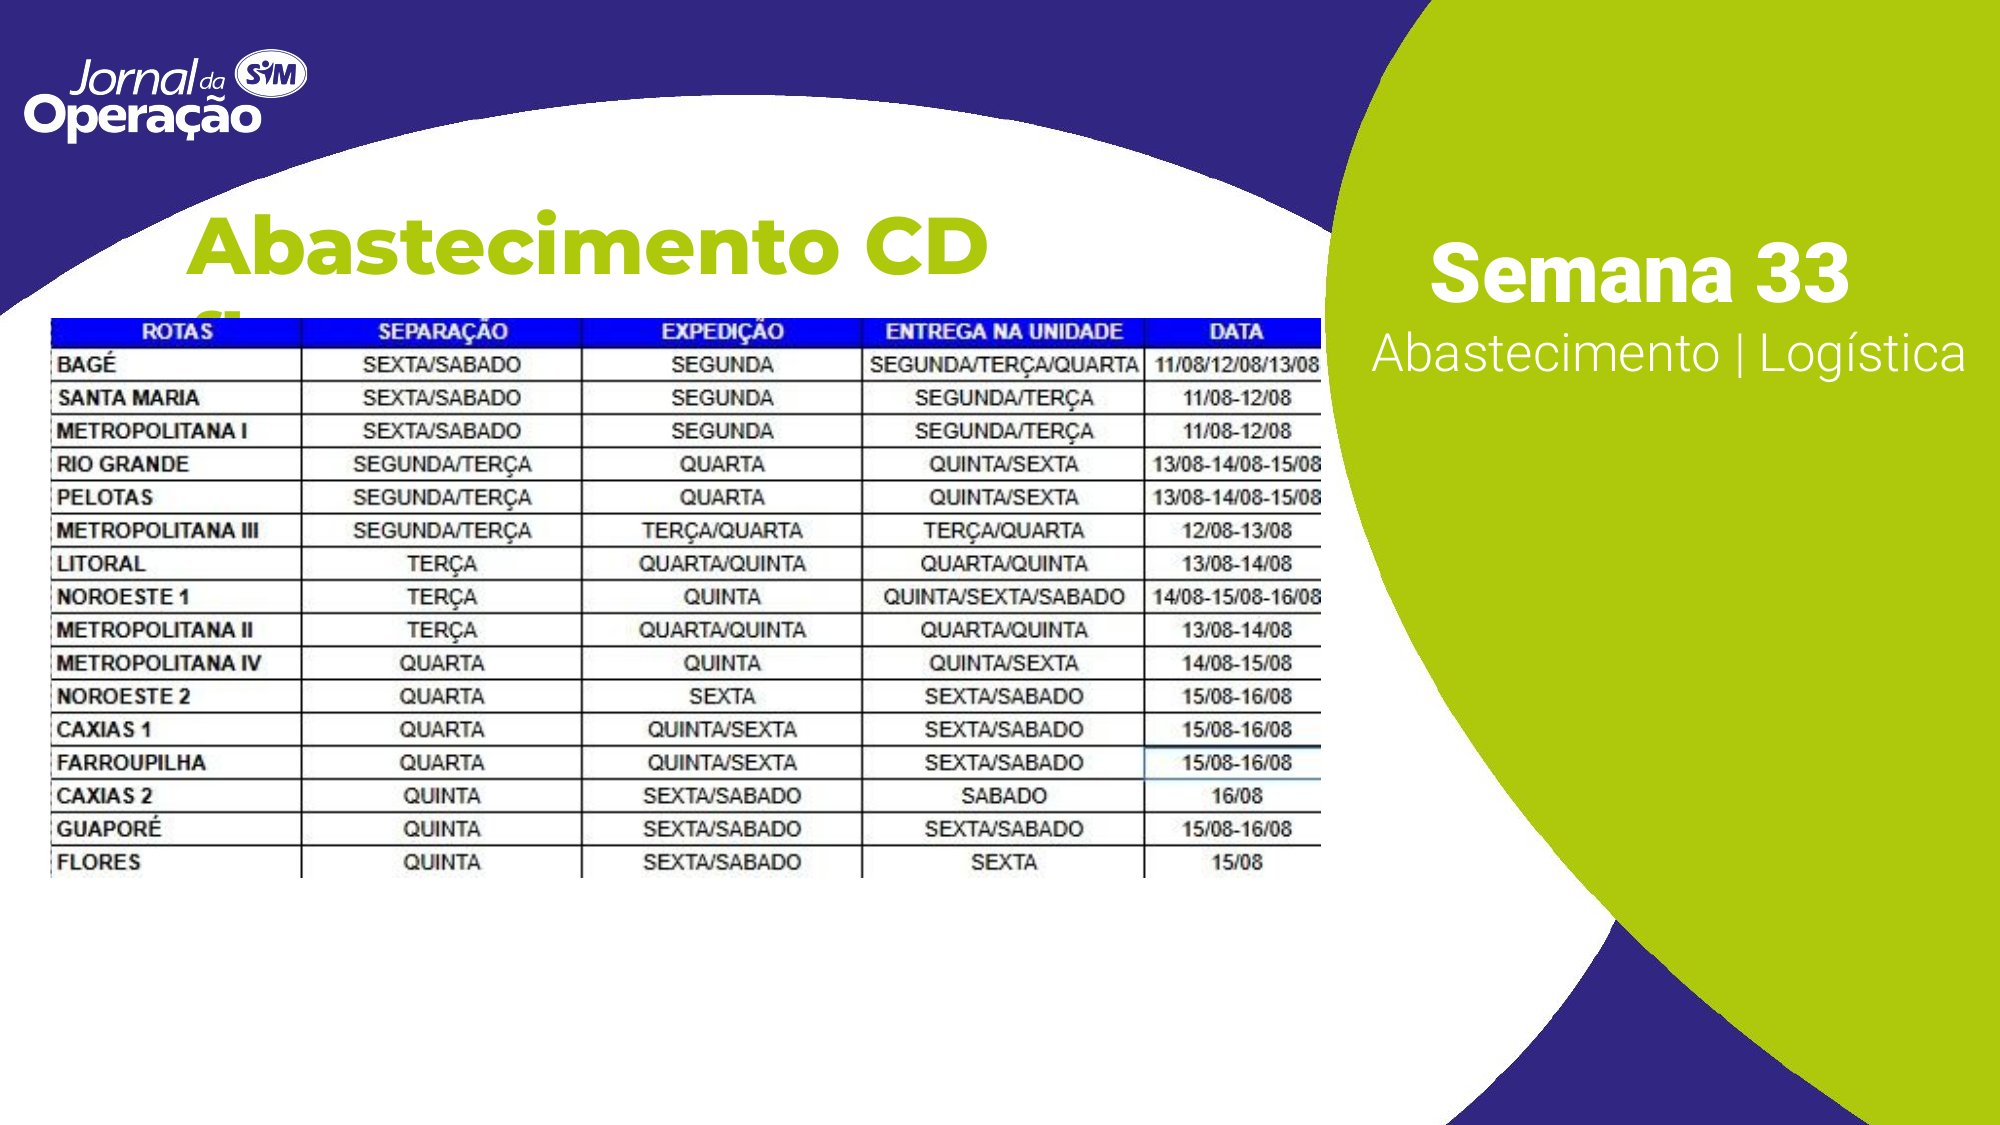 Jornal da SIM
Operação
Abastecimento CD
Semana 33
Abastecimento | Logística
ROTAS SEPARAÇÃO EXPEDIÇÃO ENTREGA NA UNIDADE DATA
BAGÉ SEXTA/SABADO SEGUNDA SEGUNDA/TERÇA/QUARTA 11/08/12/08/13/08
SANTA MARIA SEXTA/SABADO SEGUNDA SEGUNDA/TERÇA 11/08-12/08
METROPOLITANA I SEXTA/SABADO SEGUNDA SEGUNDA/TERÇA 11/08-12/08
RIO GRANDE SEGUNDA/TERÇA QUARTA QUINTA/SEXTA 13/08-14/08-15/08
PELOTAS SEGUNDA/TERÇA QUARTA QUINTA/SEXTA 13/08-14/08-15/08
METROPOLITANA III SEGUNDA/TERÇA TERÇA/QUARTA TERÇA/QUARTA 12/08-13/08
LITORAL TERÇA QUARTA/QUINTA QUARTA/QUINTA 13/08-14/08
NOROESTE 1 TERÇA QUINTA QUINTA/SEXTA/SABADO 14/08-15/08-16/08
METROPOLITANA II TERÇA QUARTA/QUINTA QUARTA/QUINTA 13/08-14/08
METROPOLITANA IV QUARTA QUINTA QUINTA/SEXTA 14/08-15/08
NOROESTE 2 QUARTA SEXTA SEXTA/SABADO 15/08-16/08
CAXIAS 1 QUARTA QUINTA/SEXTA SEXTA/SABADO 15/08-16/08
FARROUPILHA QUARTA QUINTA/SEXTA SEXTA/SABADO 15/08-16/08
CAXIAS 2 QUINTA SEXTA/SABADO SABADO 16/08
GUAPORÉ QUINTA SEXTA/SABADO SEXTA/SABADO 15/08-16/08
FLORES QUINTA SEXTA/SABADO SEXTA 15/08